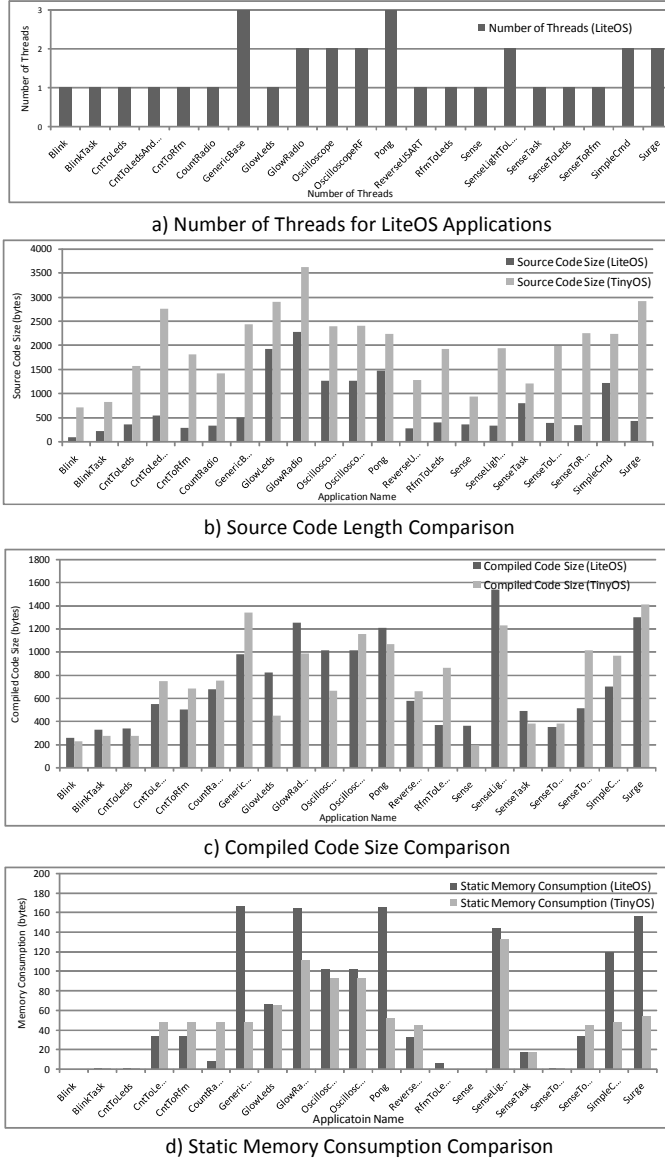 3
2
1
0
Number of Threads
Number of Threads (LiteOS)
Blink
BlinkTask
CntToLeds
CntToLedsAnd...
CntToRfm
CountRadio
GenericBase
GlowLeds
GlowRadio
Oscilloscope
OscilloscopeRF
Pong
ReverseUSART
RfmToLeds
Sense
SenseLightToL...
SenseTask
SenseToLeds
SenseToRfm
SimpleCmd
Surge
Number of Threads
a) Number of Threads for LiteOS Applications
4000
3500
3000
2500
2000
1500
1000
500
0
Source Code Size (bytes)
Source Code Size (LiteOS)
Source Code Size (TinyOS)
Blink
BlinkTask
CntToLeds
CntToLed...
CntToRfm
CountRadio
GenericB...
GlowLeds
GlowRadio
Oscillosco...
Oscillosco...
Pong
ReverseU...
RfmToLeds
Sense
SenseLigh...
SenseTask
SenseToL...
SenseToR...
SimpleCmd
Surge
Application Name
b) Source Code Length Comparison
1800
1600
1400
1200
1000
800
600
400
200
0
Compiled Code Size (bytes)
Compiled Code Size (LiteOS)
Compiled Code Size (TinyOS)
Blink
BlinkTask
CntToLeds
CntToLe...
CntToRfm
CountRa...
Generic...
GlowLeds
GlowRad...
Oscillosc...
Oscillosc...
Pong
Reverse...
RfmToLe...
Sense
SenseLig...
SenseTask
SenseTo...
SenseTo...
SimpleC...
Surge
Application Name
c) Compiled Code Size Comparison
200
180
160
140
120
100
80
60
40
20
0
Memory Consumption (bytes)
Static Memory Consumption (LiteOS)
Static Memory Consumption (TinyOS)
Blink
BlinkTask
CntToLeds
CntToLe...
CntToRfm
CountRa...
Generic...
GlowLeds
GlowRa...
Oscillosc...
Oscillosc...
Pong
Reverse...
RfmToLe...
Sense
SenseLig...
SenseTask
SenseTo...
SenseTo...
SimpleC...
Surge
Applicatoin Name
d) Static Memory Consumption Comparison